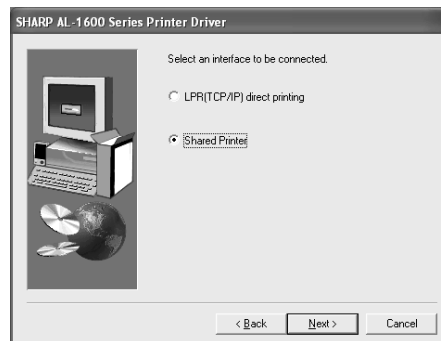 SHARP AL-1600 Series Printer Driver
Select an interface to be connected.
LPR(TCP/IP) direct printing
Shared Printer
< Back Next > Cancel